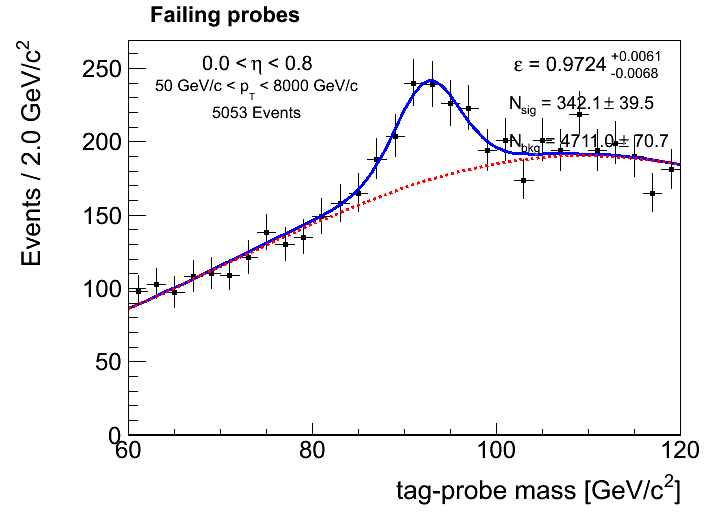 Failing probes
Events / 2.0 GeV/c²
0.0 < η < 0.8
50 GeV/c < p_T < 8000 GeV/c
5053 Events
ε = 0.9724 +0.0061 -0.0068
N_sig = 342.1 ± 39.5
N_bkg = 4711.0 ± 70.7
250
200
150
100
50
0
60 80 100 120
tag-probe mass [GeV/c²]